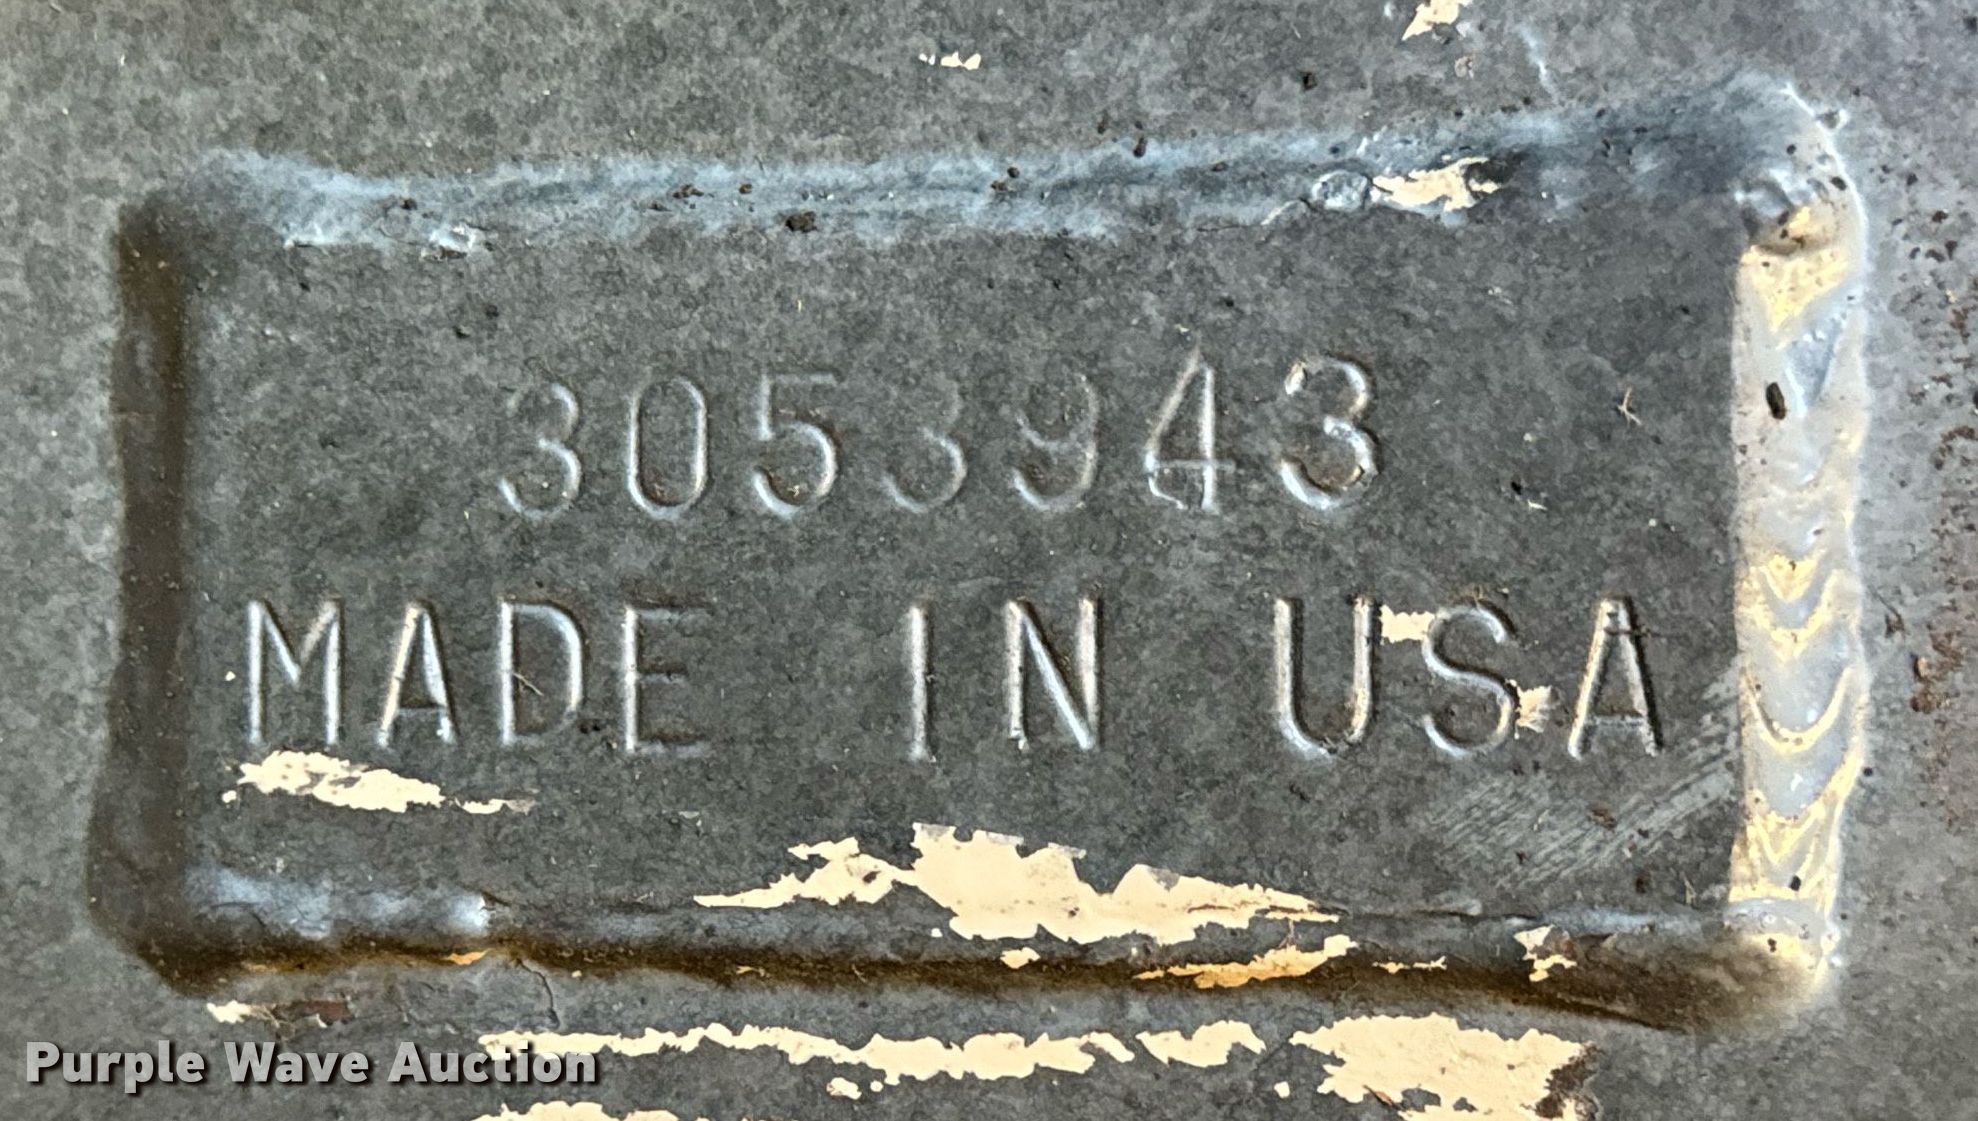 3053943
MADE IN USA
Purple Wave Auction